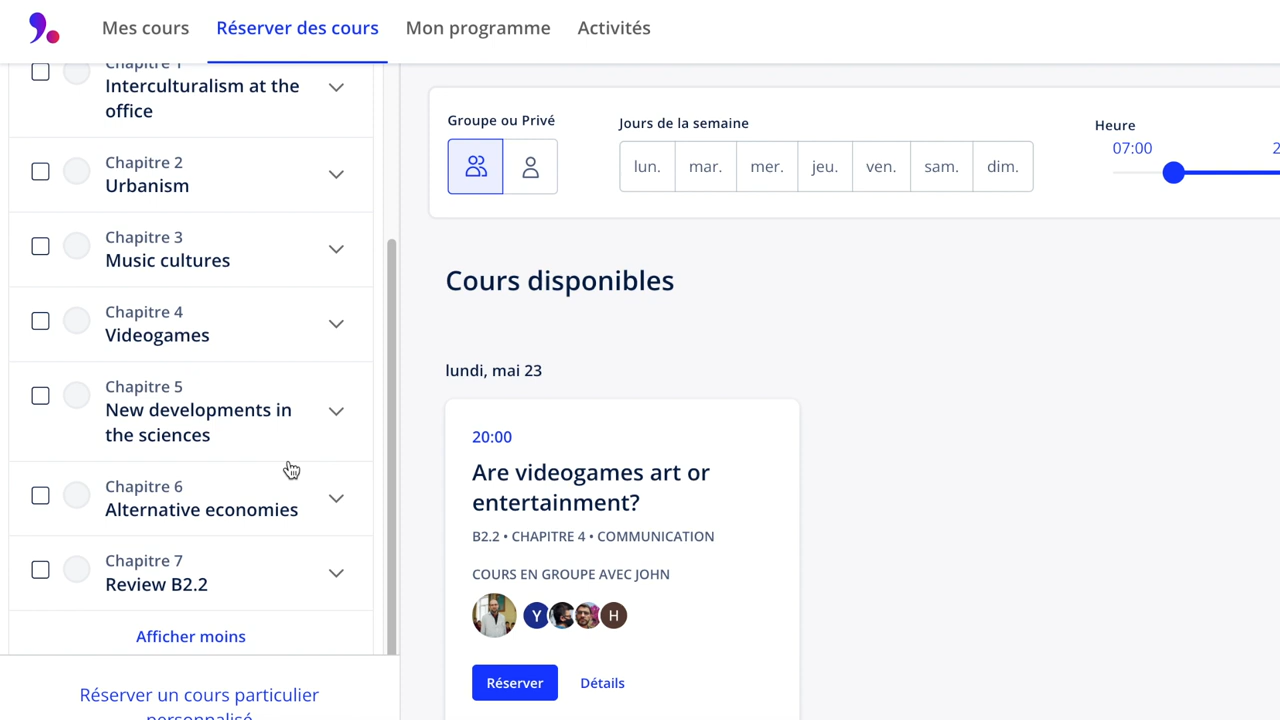 Mes cours
Réserver des cours
Mon programme
Activités
Chapitre 1
Interculturalism at the
office
Chapitre 2
Urbanism
Chapitre 3
Music cultures
Chapitre 4
Videogames
Chapitre 5
New developments in
the sciences
Chapitre 6
Alternative economies
Chapitre 7
Review B2.2
Afficher moins
Réserver un cours particulier
personnalisé
Groupe ou Privé
Jours de la semaine
lun.
mar.
mer.
jeu.
ven.
sam.
dim.
Heure
07:00
2
Cours disponibles
lundi, mai 23
20:00
Are videogames art or
entertainment?
B2.2 • CHAPITRE 4 • COMMUNICATION
COURS EN GROUPE AVEC JOHN
Y
H
Réserver
Détails